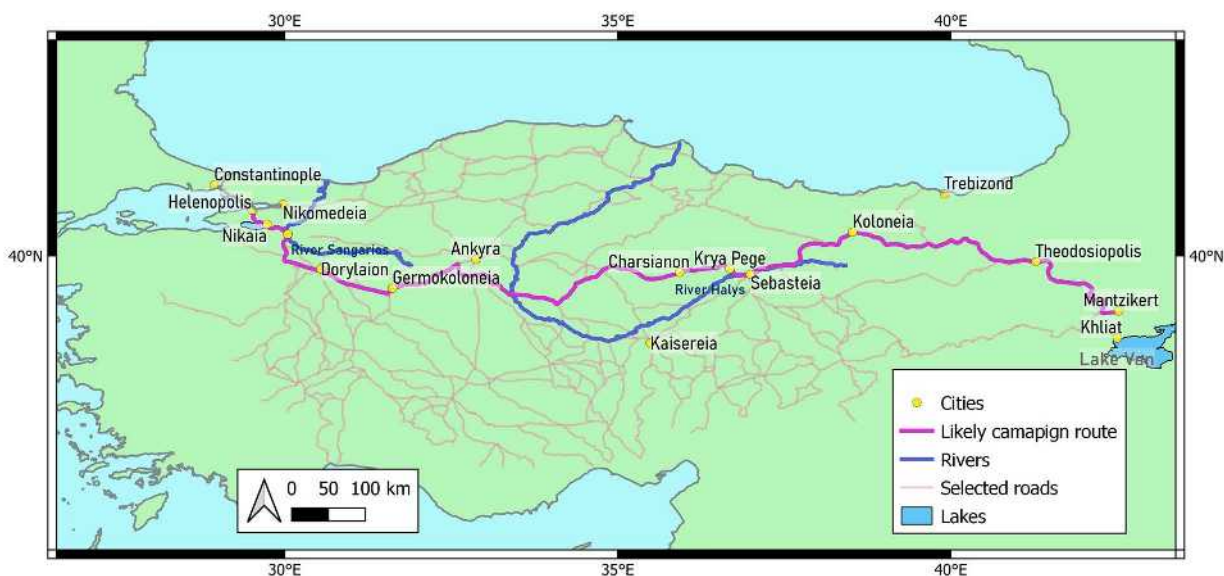 30°E 35°E 40°E
Constantinople
Helenopolis
Nikomedeia
Nikaia
River Sangarios
Dorylaion
Germokoloneia
Ankyra
Charsianon
Krya Pege
River Halys
Sebasteia
Kaisereia
Koloneia
Trebizond
Theodosiopolis
Mantzikert
Khliat
Lake Van
40°N 40°N
Cities
Likely camapign route
Rivers
Selected roads
Lakes
0 50 100 km
30°E 35°E 40°E